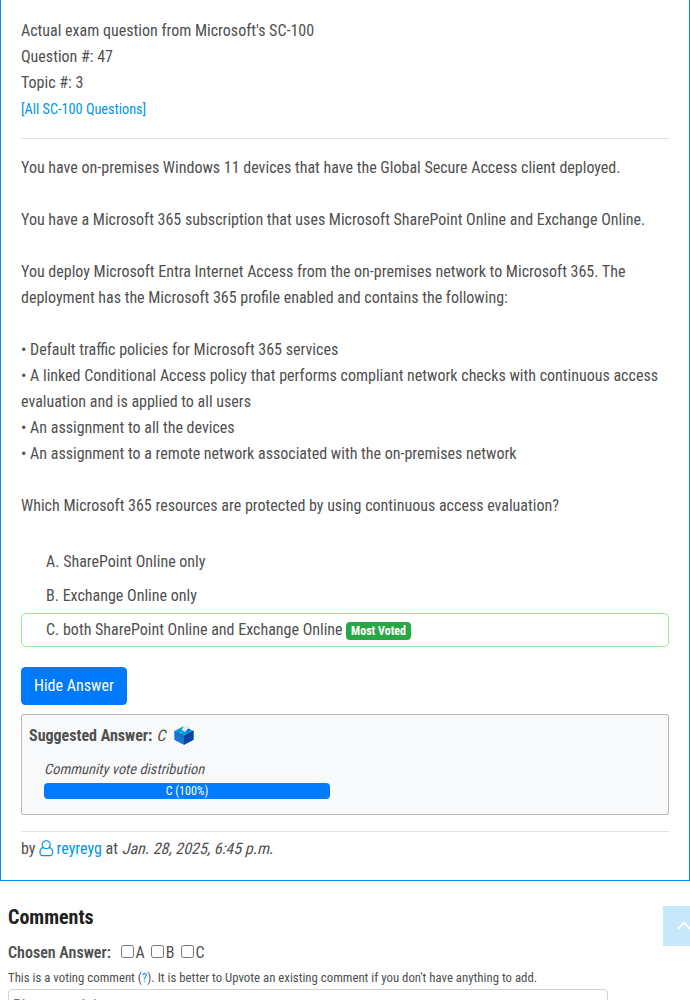 Actual exam question from Microsoft's SC-100
Question #: 47
Topic #: 3
[All SC-100 Questions]
You have on-premises Windows 11 devices that have the Global Secure Access client deployed.
You have a Microsoft 365 subscription that uses Microsoft SharePoint Online and Exchange Online.
You deploy Microsoft Entra Internet Access from the on-premises network to Microsoft 365. The
deployment has the Microsoft 365 profile enabled and contains the following:
• Default traffic policies for Microsoft 365 services
• A linked Conditional Access policy that performs compliant network checks with continuous access
evaluation and is applied to all users
• An assignment to all the devices
• An assignment to a remote network associated with the on-premises network
Which Microsoft 365 resources are protected by using continuous access evaluation?
A. SharePoint Online only
B. Exchange Online only
C. both SharePoint Online and Exchange Online Most Voted
Hide Answer
Suggested Answer: C
Community vote distribution
C (100%)
by reyreyg at Jan. 28, 2025, 6:45 p.m.
Comments
Chosen Answer: A B C
This is a voting comment (?). It is better to Upvote an existing comment if you don't have anything to add.